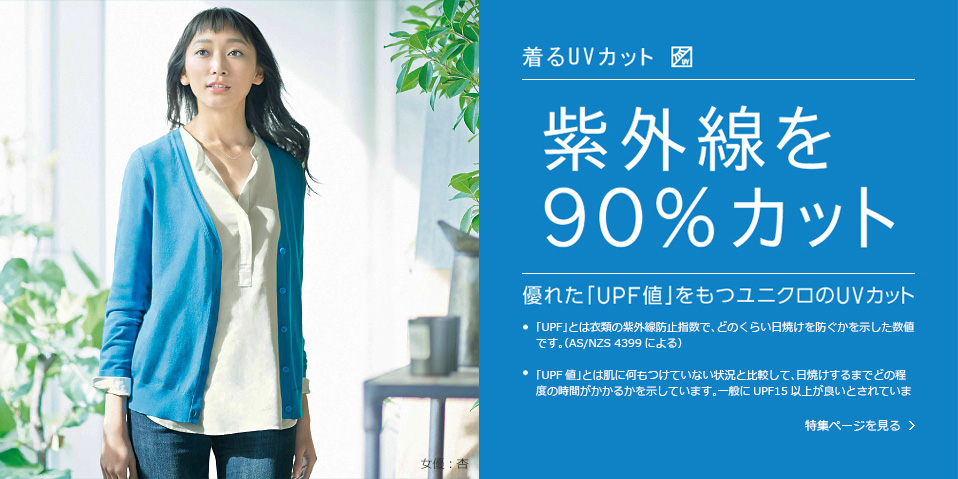 着るUVカット
紫外線を
90%カット
優れた「UPF値」をもつユニクロのUVカット
● 「UPF」とは衣類の紫外線防止指数で、どのくらい日焼けを防ぐかを示した数値
です。（AS/NZS 4399 による）
● 「UPF 値」とは肌に何もつけていない状況と比較して、日焼けするまでどの程
度の時間がかかるかを示しています。一般に UPF15 以上が良いとされていま
特集ページを見る >
女優：杏